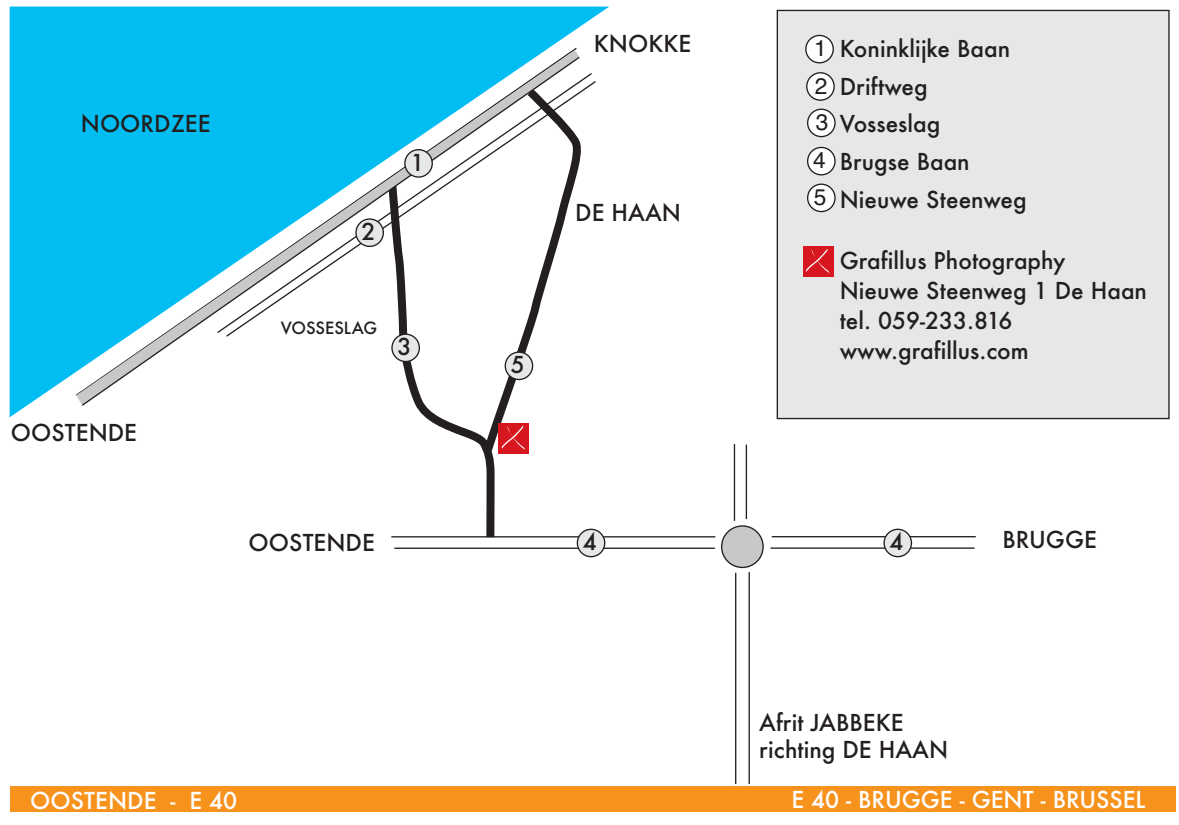 KNOKKE
NOORDZEE
1
2
DE HAAN
VOSSESLAG
3
5
OOSTENDE
OOSTENDE
4
4
BRUGGE
Afrit JABBEKE
richting DE HAAN
OOSTENDE - E 40
E 40 - BRUGGE - GENT - BRUSSEL
1 Koninklijke Baan
2 Driftweg
3 Vosseslag
4 Brugse Baan
5 Nieuwe Steenweg
Grafillus Photography
Nieuwe Steenweg 1 De Haan
tel. 059-233.816
www.grafillus.com